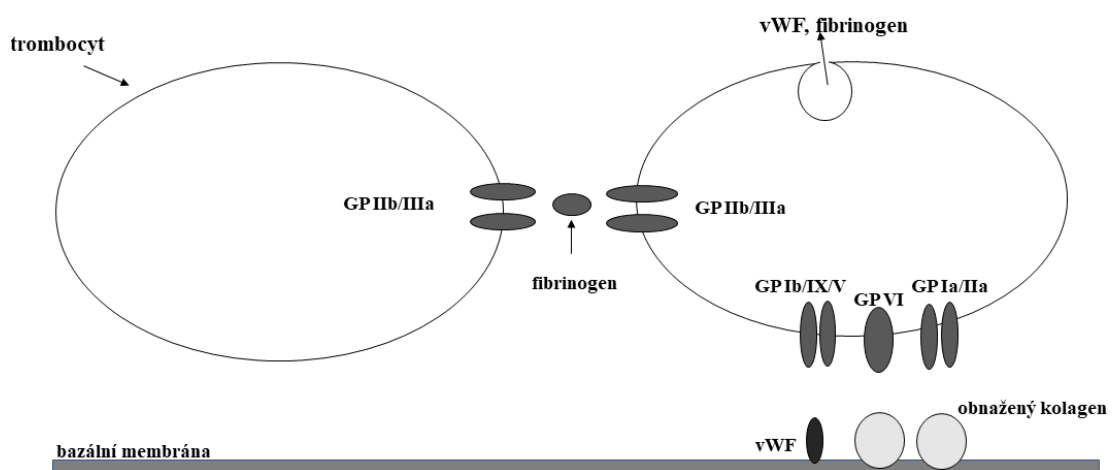 trombocyt
vWF, fibrinogen
GP IIb/IIIa
GP IIb/IIIa
fibrinogen
GP Ib/IX/V
GP VI
GP Ia/IIa
obnažený kolagen
vWF
bazální membrána